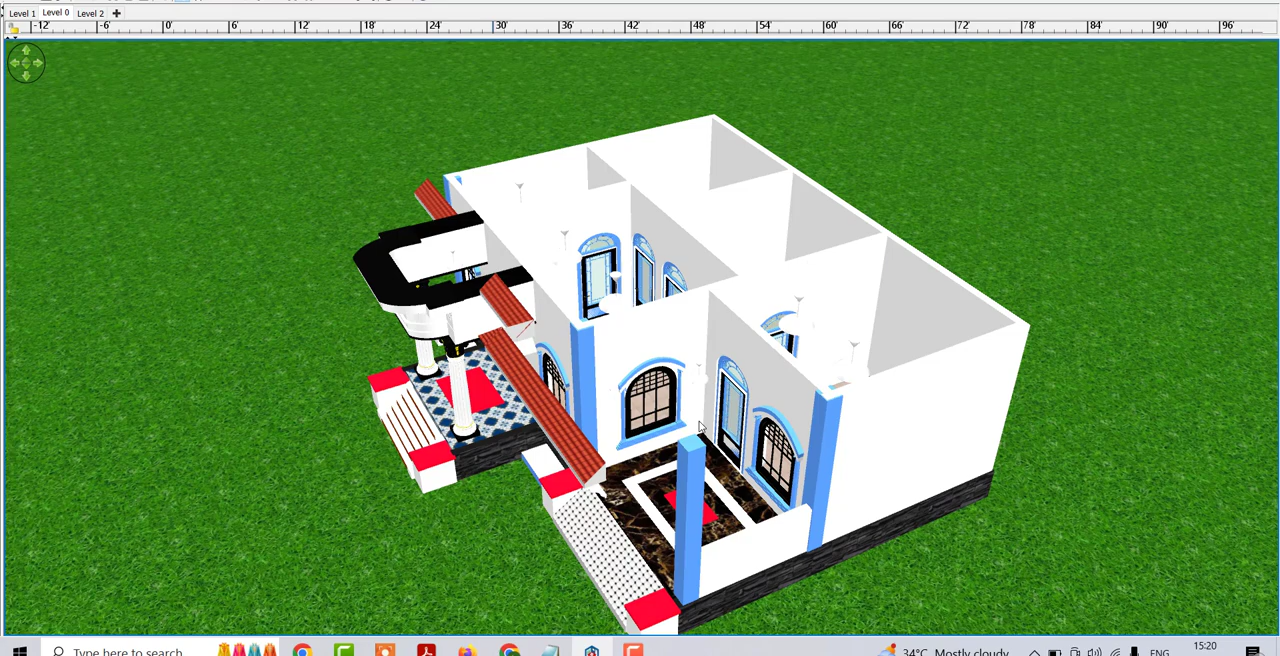 Level 1 Level 0 Level 2
-12' -6' 0' 6' 12' 18' 24' 30' 36' 42' 48' 54' 60' 66' 72' 78' 84' 90' 96'
Type here to search 34°C Mostly cloudy ENG 15:20